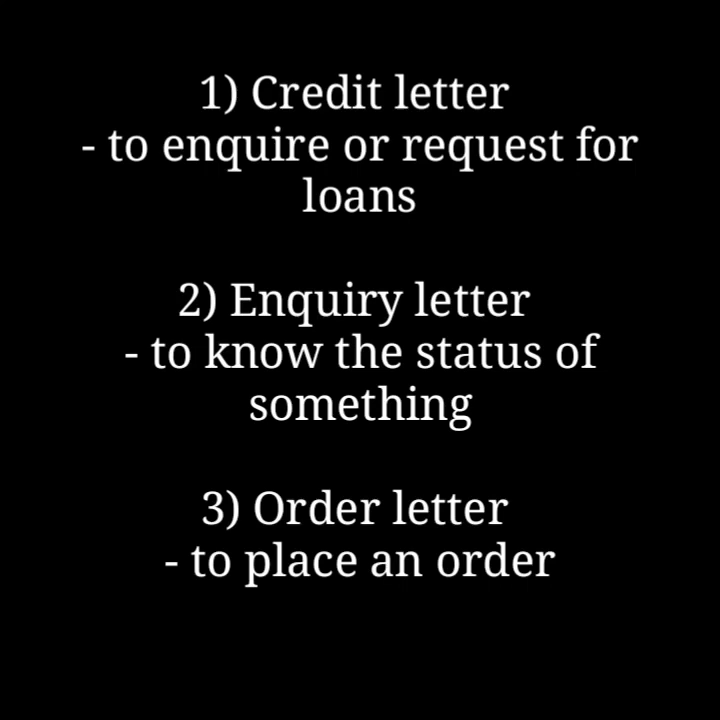 1) Credit letter
- to enquire or request for
loans
2) Enquiry letter
- to know the status of
something
3) Order letter
- to place an order